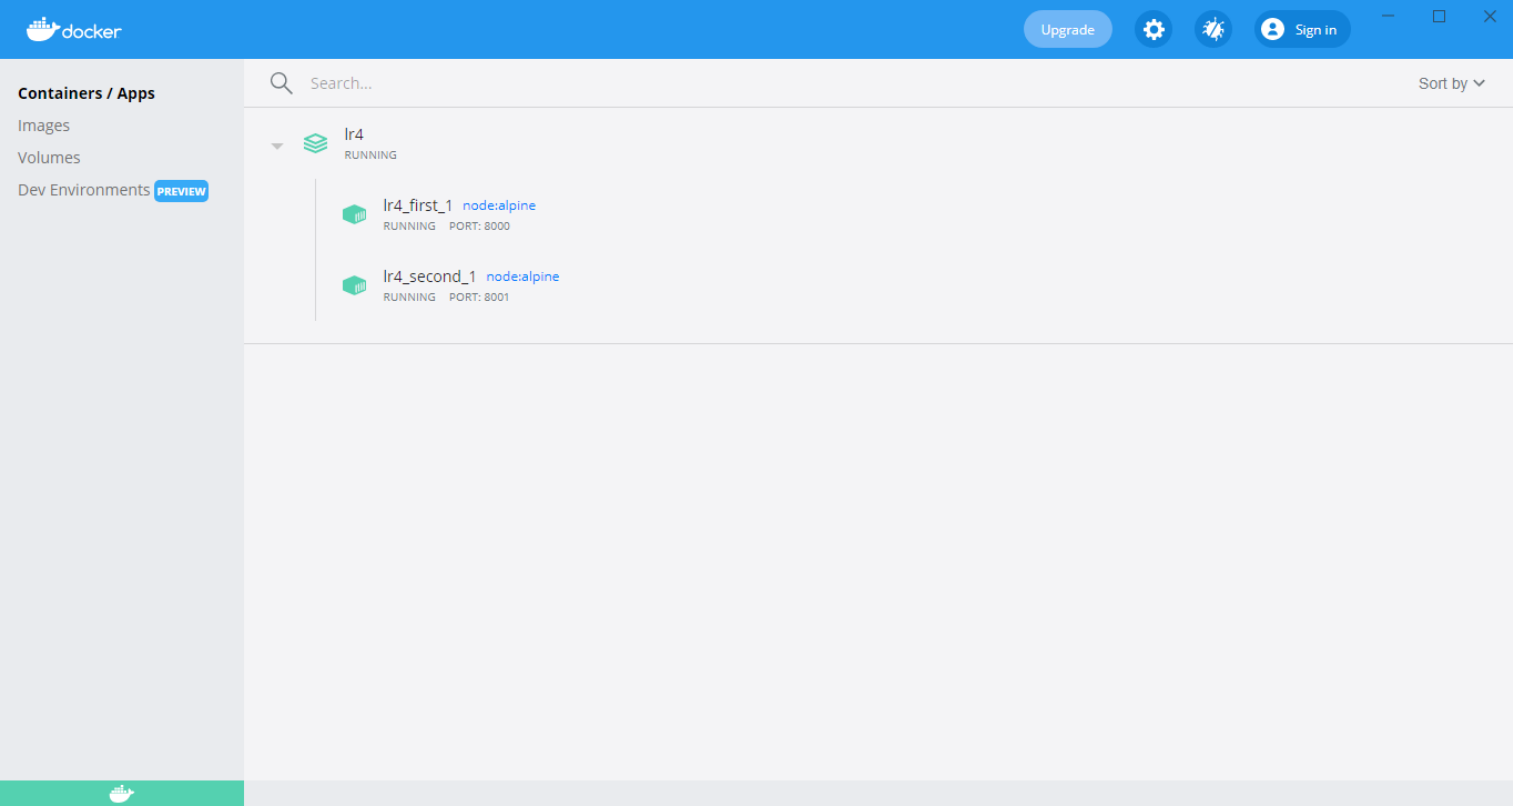 docker
Upgrade
Sign in
Containers / Apps
Images
Volumes
Dev Environments PREVIEW
Search...
Sort by
lr4
RUNNING
lr4_first_1 node:alpine
RUNNING PORT: 8000
lr4_second_1 node:alpine
RUNNING PORT: 8001